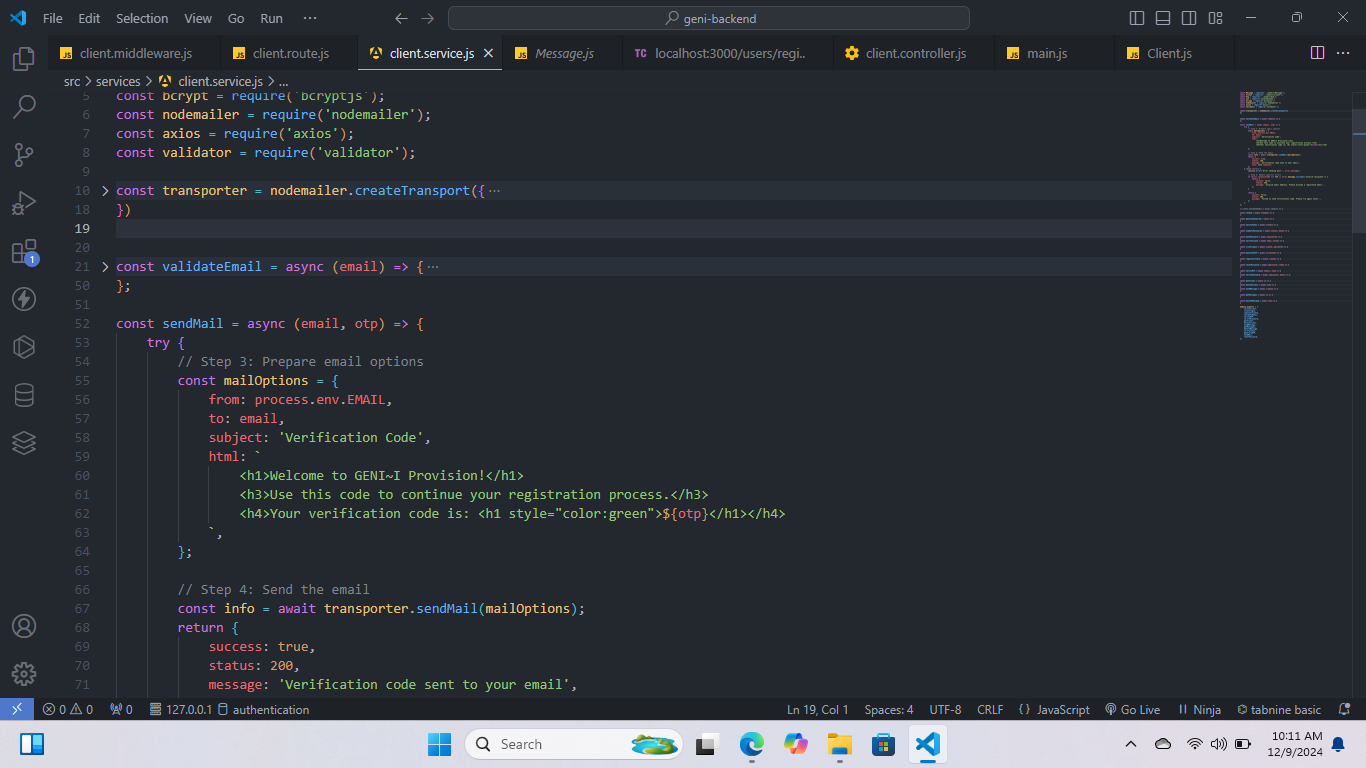 File Edit Selection View Go Run ··· geni-backend
client.middleware.js client.route.js client.service.js Message.js TC localhost:3000/users/regi.. client.controller.js main.js Client.js
src > services > client.service.js > ...
5 const bcrypt = require('bcryptjs');
6 const nodemailer = require('nodemailer');
7 const axios = require('axios');
8 const validator = require('validator');
9
10 const transporter = nodemailer.createTransport({ ···
18 })
19
20
21 const validateEmail = async (email) => { ···
50 };
51
52 const sendMail = async (email, otp) => {
53 try {
54 // Step 3: Prepare email options
55 const mailOptions = {
56 from: process.env.EMAIL,
57 to: email,
58 subject: 'Verification Code',
59 html: `
60 <h1>Welcome to GENI~I Provision!</h1>
61 <h3>Use this code to continue your registration process.</h3>
62 <h4>Your verification code is: <h1 style="color:green">${otp}</h1></h4>
63 `,
64 };
65
66 // Step 4: Send the email
67 const info = await transporter.sendMail(mailOptions);
68 return {
69 success: true,
70 status: 200,
71 message: 'Verification code sent to your email',
0 0 0 127.0.0.1 authentication Ln 19, Col 1 Spaces: 4 UTF-8 CRLF {} JavaScript Go Live Ninja tabnine basic
Search 10:11 AM
12/9/2024